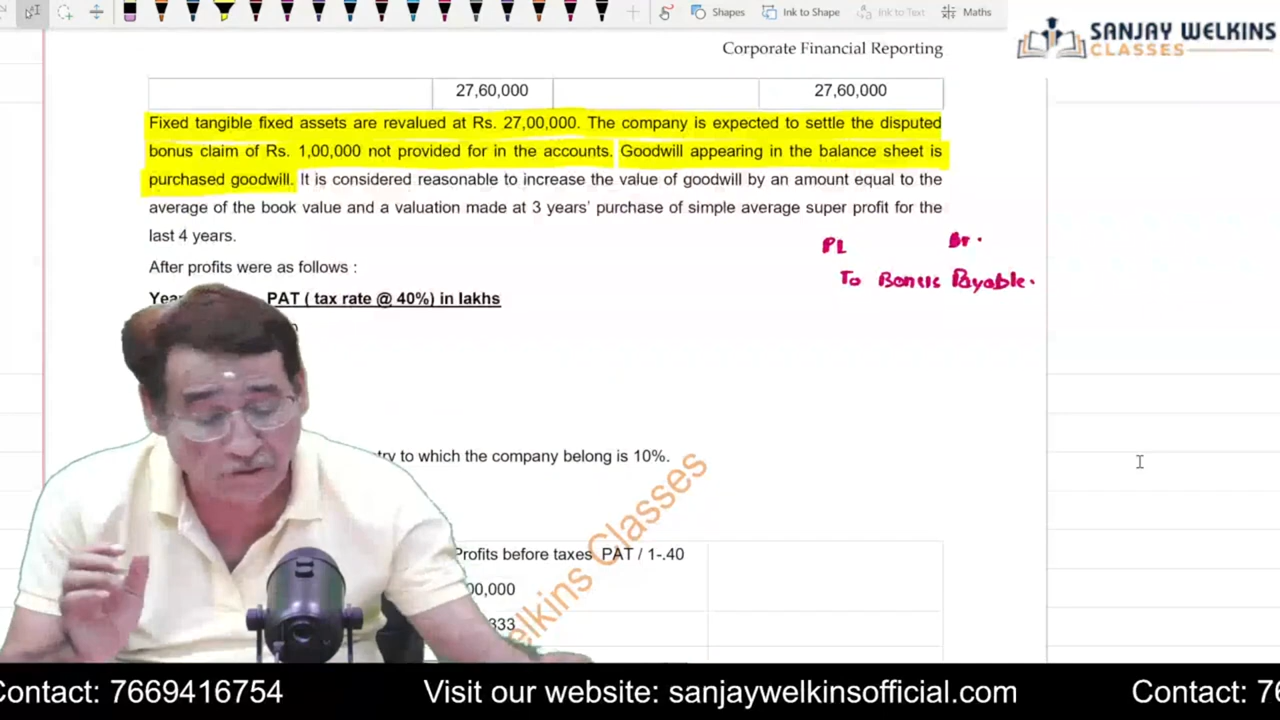 Shapes Ink to Shape Ink to Text Maths
SANJAY WELKINS
CLASSES
Corporate Financial Reporting
27,60,000 27,60,000
Fixed tangible fixed assets are revalued at Rs. 27,00,000. The company is expected to settle the disputed
bonus claim of Rs. 1,00,000 not provided for in the accounts. Goodwill appearing in the balance sheet is
purchased goodwill. It is considered reasonable to increase the value of goodwill by an amount equal to the
average of the book value and a valuation made at 3 years' purchase of simple average super profit for the
last 4 years.
PL Dr.
After profits were as follows :
To Bonus Payable.
PAT ( tax rate @ 40%) in lakhs
to which the company belong is 10%.
Profits before taxes PAT / 1-.40
Welkins Classes
Contact: 7669416754 Visit our website: sanjaywelkinsofficial.com Contact: 76